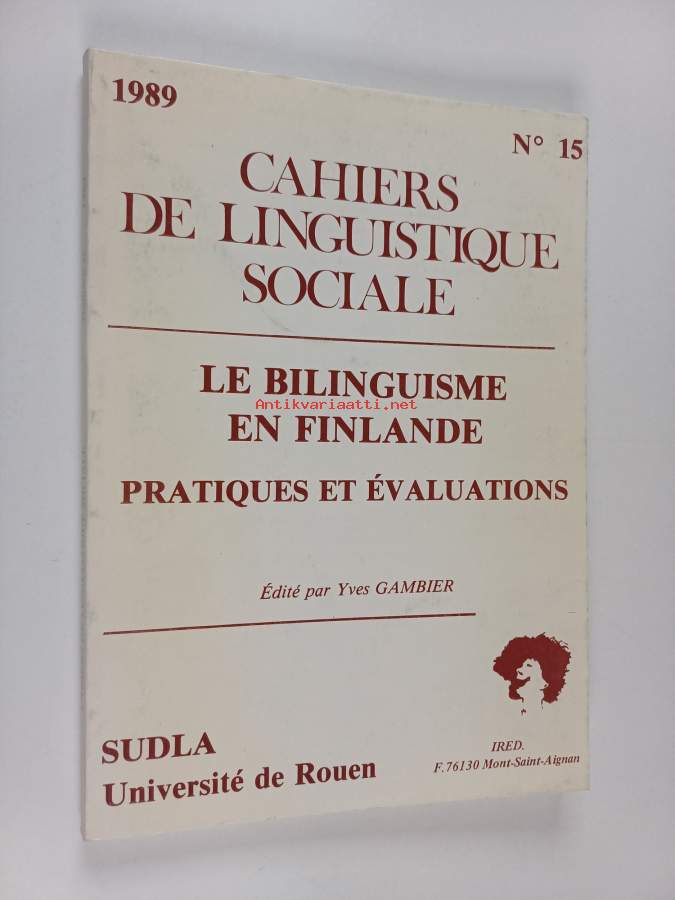 1989
N° 15
CAHIERS
DE LINGUISTIQUE
SOCIALE
LE BILINGUISME
Antikvariaatti.net
EN FINLANDE
PRATIQUES ET ÉVALUATIONS
Édité par Yves GAMBIER
SUDLA
Université de Rouen
IRED.
F.76130 Mont-Saint-Aignan